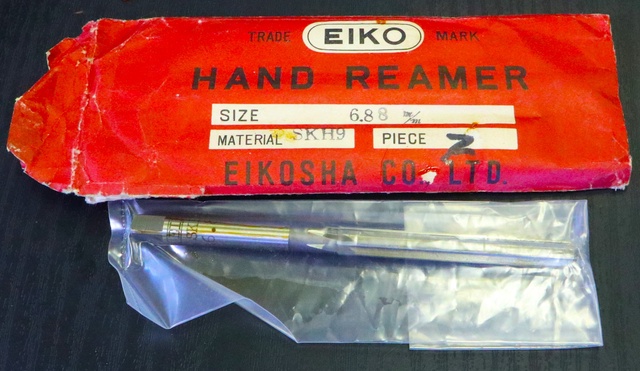 TRADE EIKO MARK
HAND REAMER
SIZE 6.88 m/m
MATERIAL SKH9 PIECE 2
EIKOSHA CO., LTD.